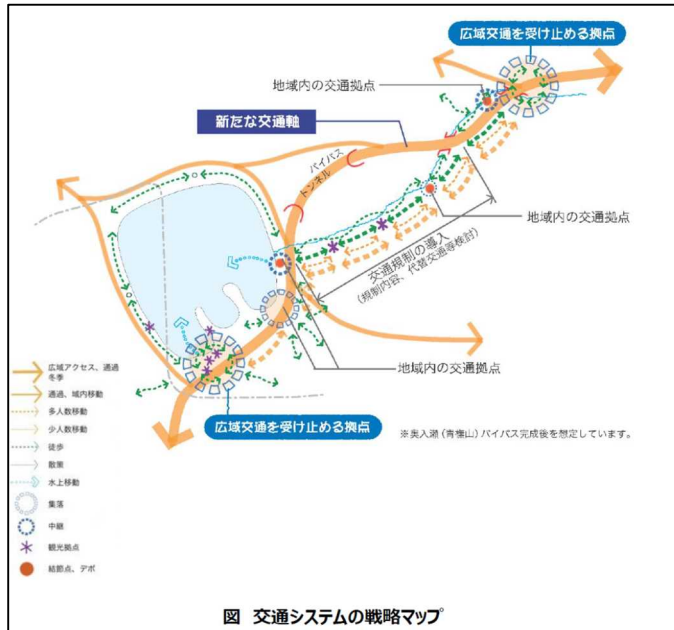 広域交通を受け止める拠点
地域内の交通拠点
新たな交通軸
バイパス
トンネル
地域内の交通拠点
交通規制の導入
(規制内容、代替交通等検討)
地域内の交通拠点
広域交通を受け止める拠点
※奥入瀬(青橅山)バイパス完成後を想定しています。
広域アクセス、通過
冬季
通過、域内移動
多人数移動
少人数移動
徒歩
散策
水上移動
集落
中継
観光拠点
結節点、デポ
図 交通システムの戦略マップ